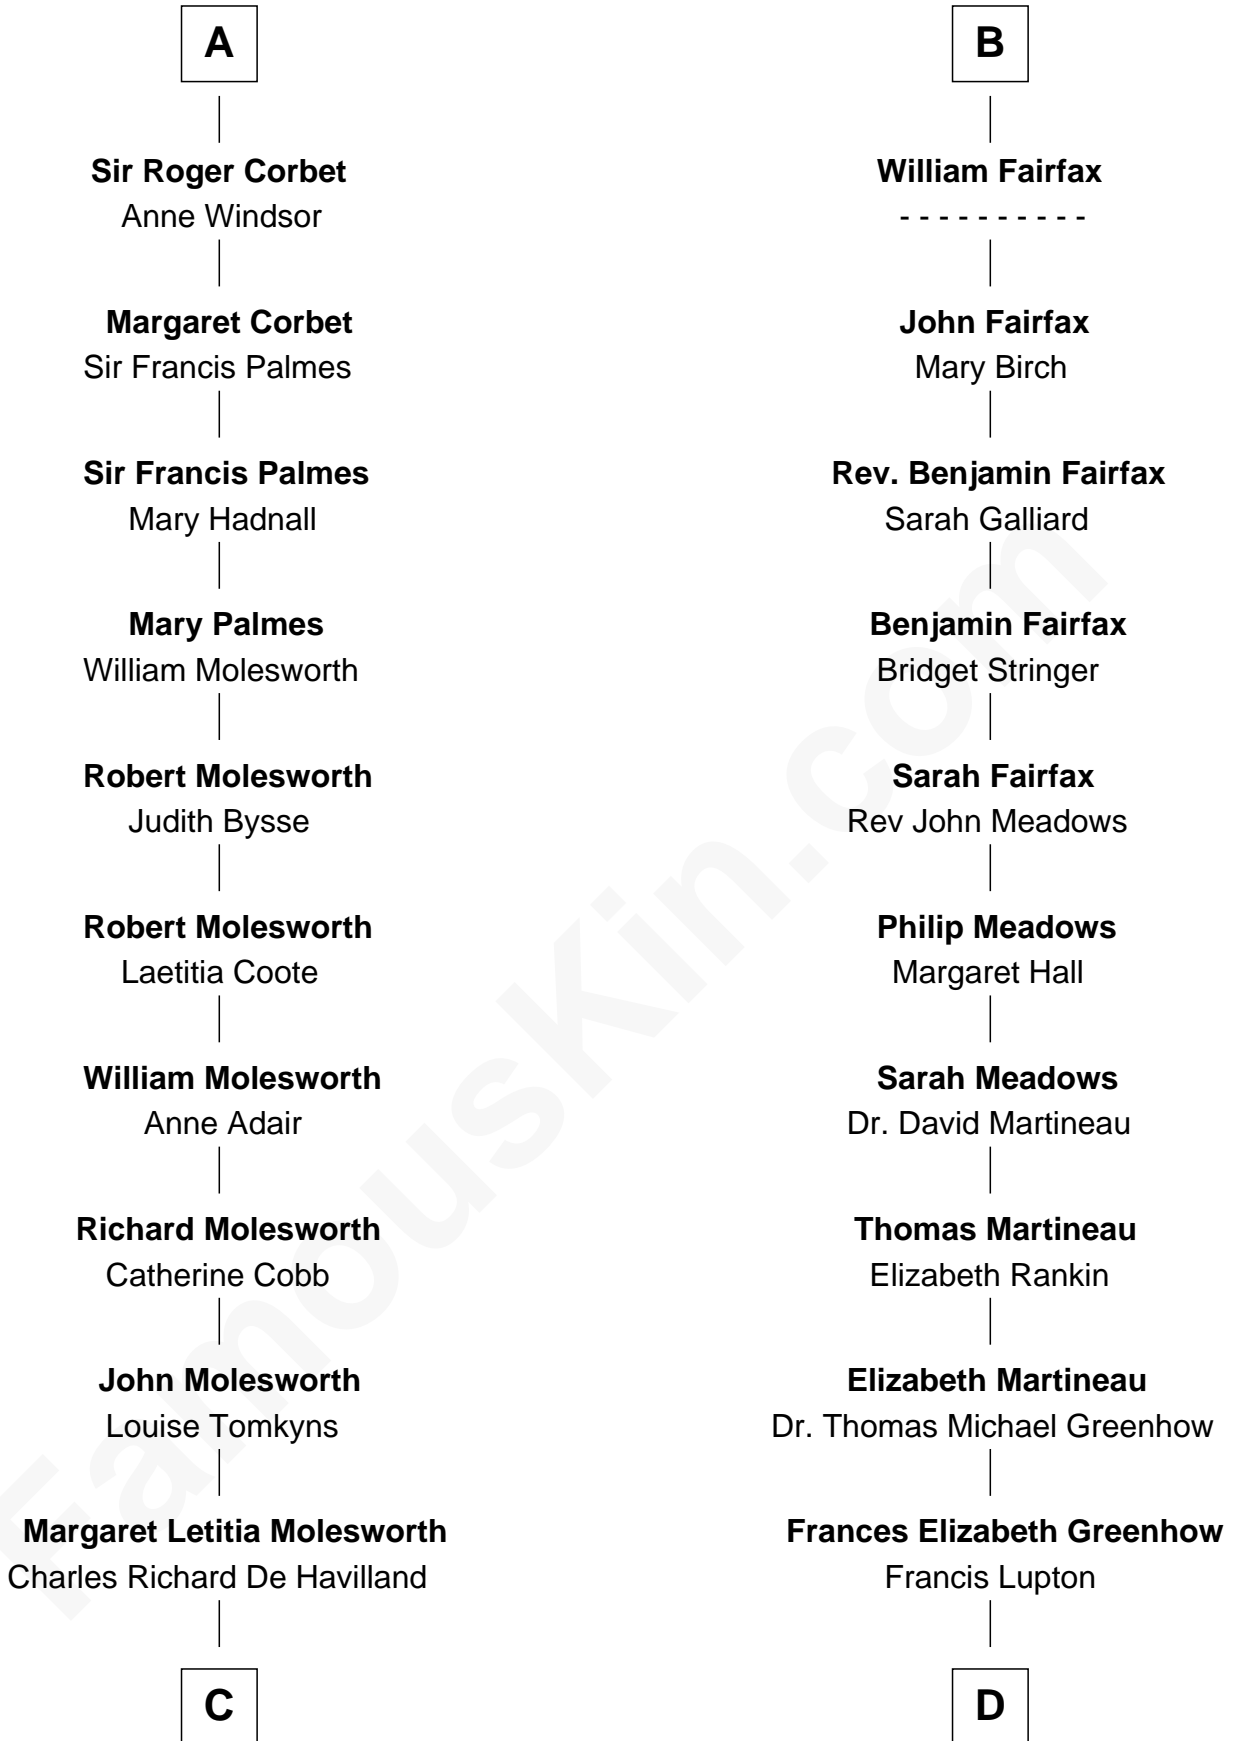 A
Sir Roger Corbet
Anne Windsor
Margaret Corbet
Sir Francis Palmes
Sir Francis Palmes
Mary Hadnall
Mary Palmes
William Molesworth
Robert Molesworth
Judith Bysse
Robert Molesworth
Laetitia Coote
William Molesworth
Anne Adair
Richard Molesworth
Catherine Cobb
John Molesworth
Louise Tomkyns
Margaret Letitia Molesworth
Charles Richard De Havilland
C
B
William Fairfax
- - - - - - - - - -
John Fairfax
Mary Birch
Rev. Benjamin Fairfax
Sarah Galliard
Benjamin Fairfax
Bridget Stringer
Sarah Fairfax
Rev John Meadows
Philip Meadows
Margaret Hall
Sarah Meadows
Dr. David Martineau
Thomas Martineau
Elizabeth Rankin
Elizabeth Martineau
Dr. Thomas Michael Greenhow
Frances Elizabeth Greenhow
Francis Lupton
D
FamousKin.com